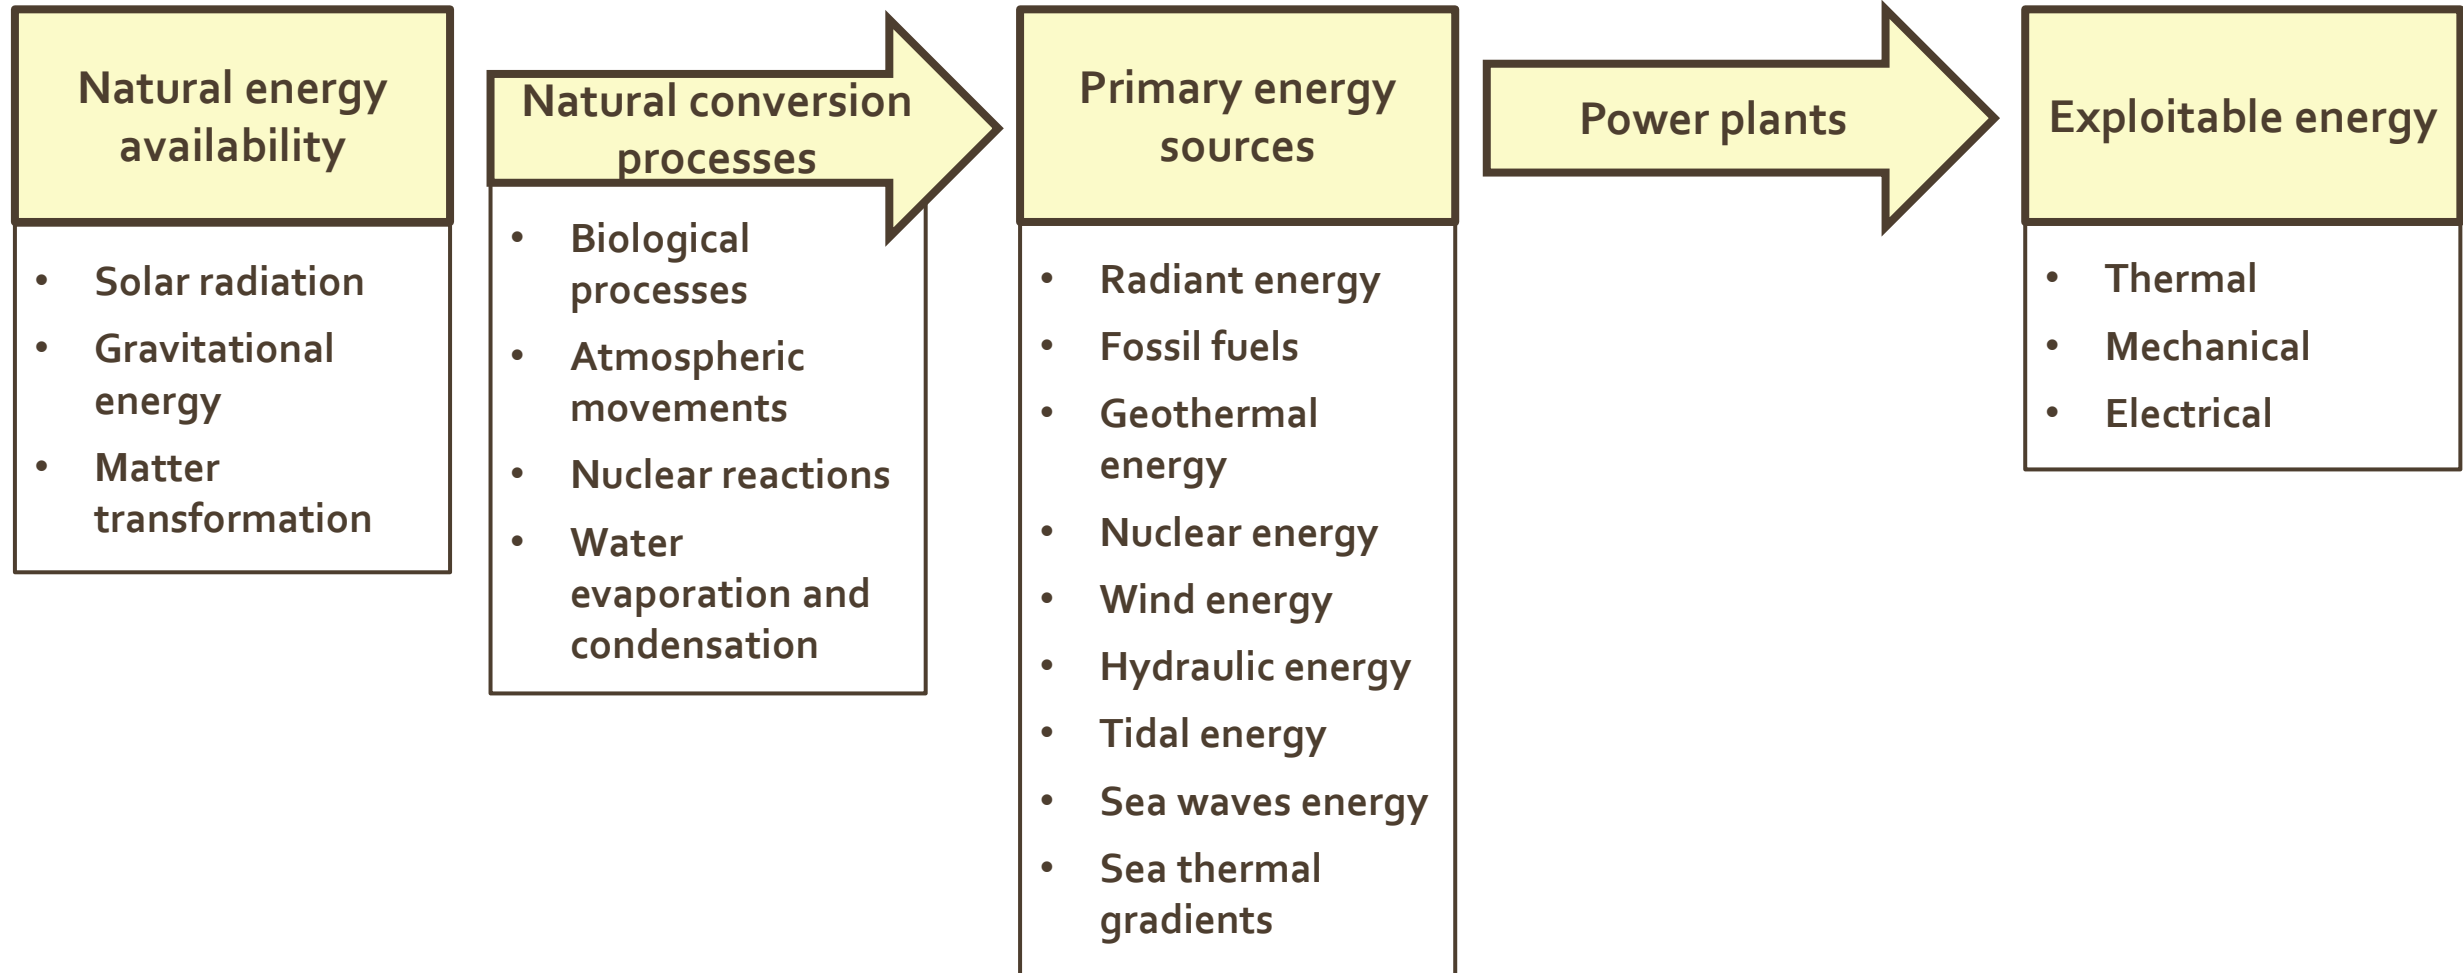 Natural energy
availability
• Solar radiation
• Gravitational
energy
• Matter
transformation
Natural conversion
processes
• Biological
processes
• Atmospheric
movements
• Nuclear reactions
• Water
evaporation and
condensation
Primary energy
sources
• Radiant energy
• Fossil fuels
• Geothermal
energy
• Nuclear energy
• Wind energy
• Hydraulic energy
• Tidal energy
• Sea waves energy
• Sea thermal
gradients
Power plants
Exploitable energy
• Thermal
• Mechanical
• Electrical